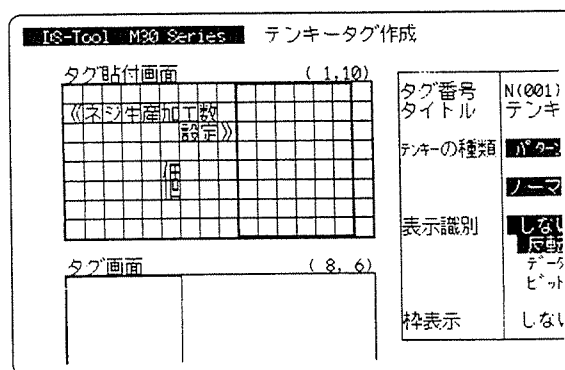 IDS-Tool M30 Series テンキータグ作成
タグ貼付画面 ( 1,10)
《ネジ生産加工数
設定》
個
タグ画面 ( 8, 6)
タグ番号 N(001)
タイトル テンキ
テンキーの種類 パターン
ノーマ
表示識別 しない
反転
データ
ビット
枠表示 しない